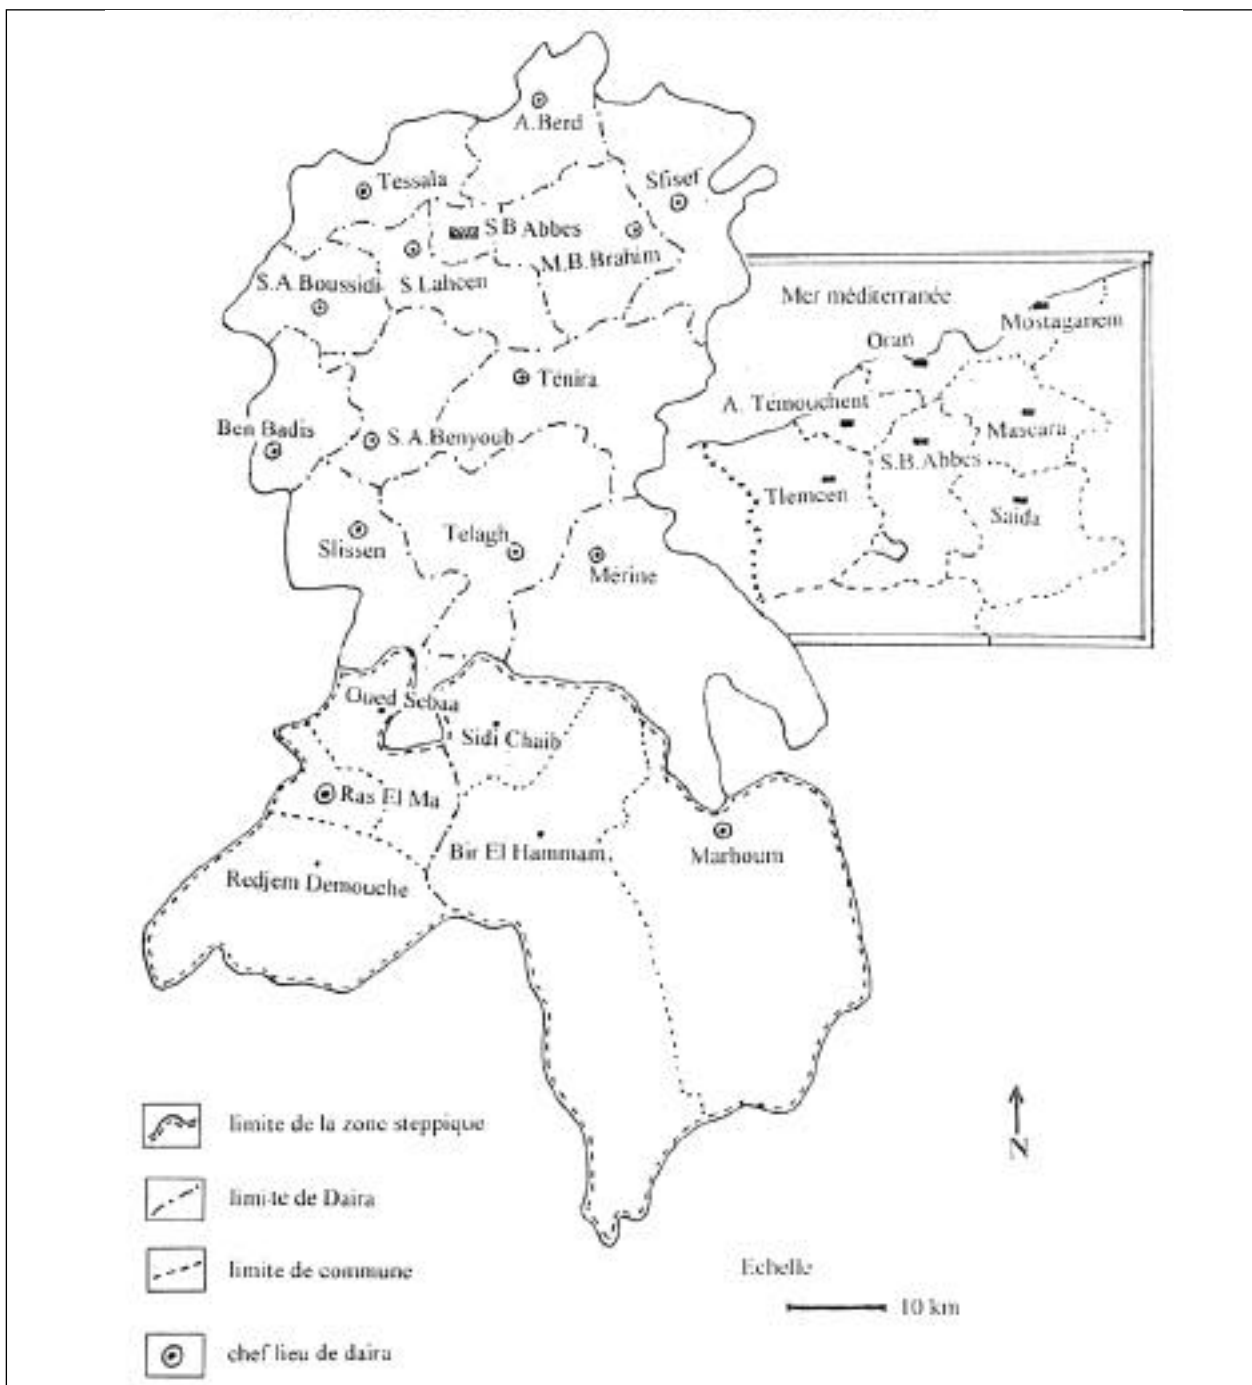 A.Berd
Tessala
Sfisef
S.B Abbes
M.B.Brahim
S.A.Boussidi
S.Lahcen
Ténira
Ben Badis
S.A.Benyoub
Slissen
Telagh
Mérine
Oued Sebaa
Sidi Chaib
Ras El Ma
Bir El Hammam
Marhoum
Redjem Demouche
Mer méditerranée
Mostaganem
Oran
A. Témouchent
Mascara
S.B.Abbes
Tlemcen
Saida
limite de la zone steppique
limite de Daira
limite de commune
chef lieu de daira
N
Echelle
10 km